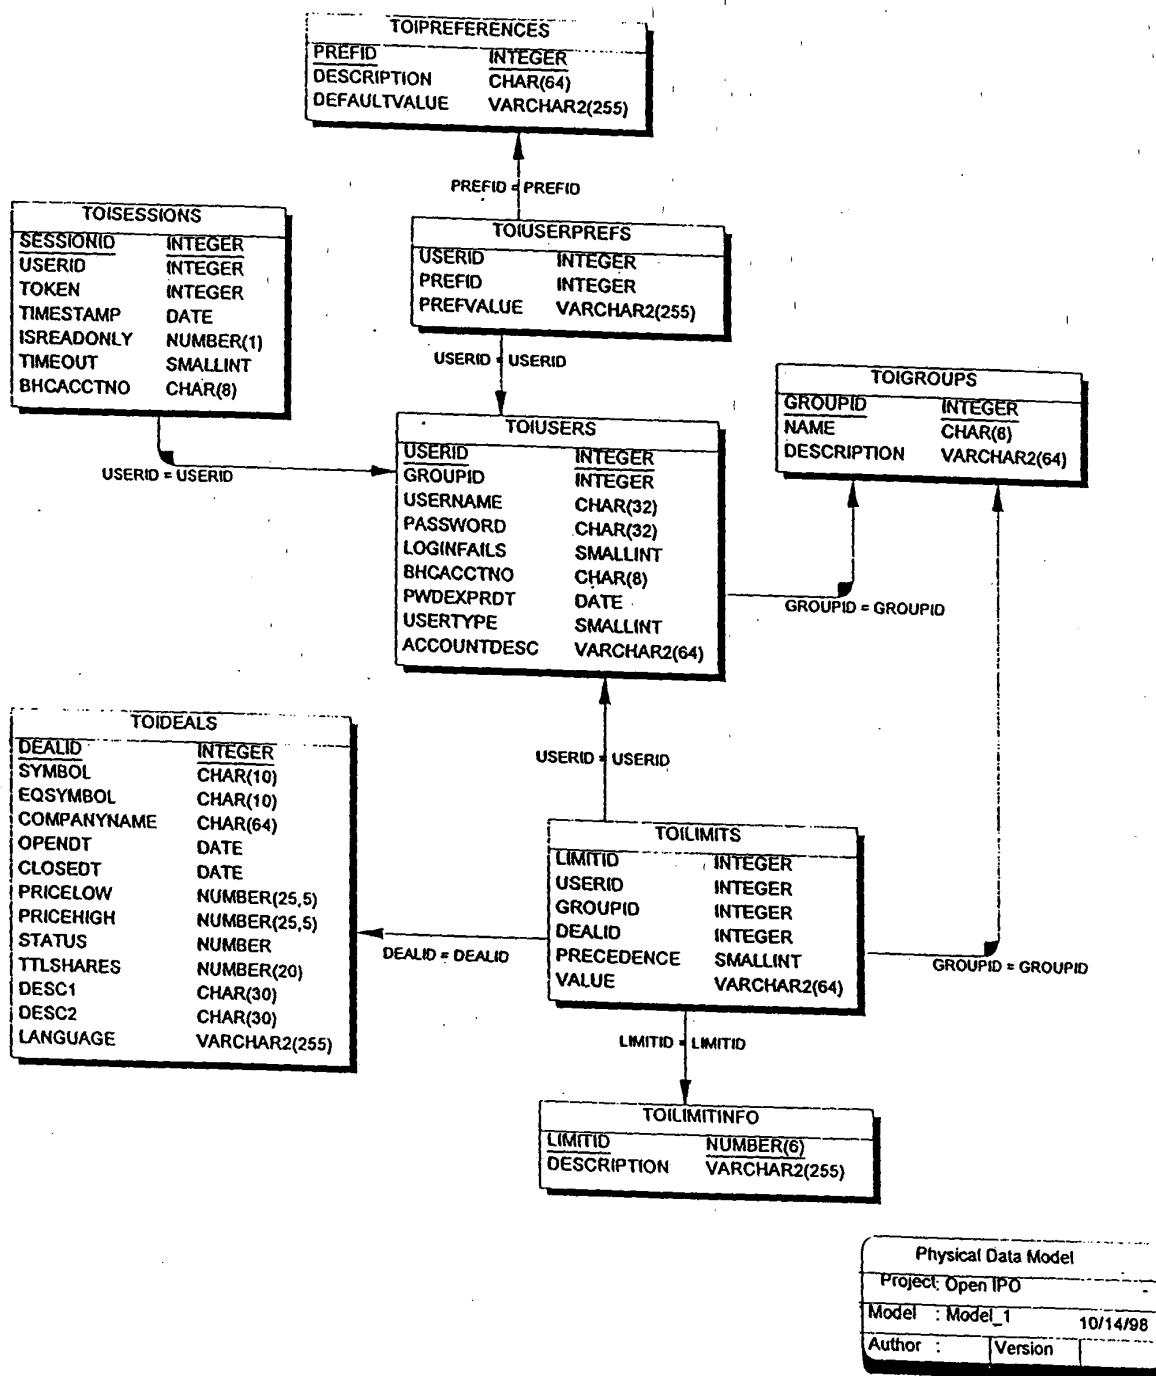 TOIPREFERENCES
PREFID INTEGER
DESCRIPTION CHAR(64)
DEFAULTVALUE VARCHAR2(255)
PREFID = PREFID
TOISESSIONS
SESSIONID INTEGER
USERID INTEGER
TOKEN INTEGER
TIMESTAMP DATE
ISREADONLY NUMBER(1)
TIMEOUT SMALLINT
BHCACCTNO CHAR(8)
TOIUSERPREFS
USERID INTEGER
PREFID INTEGER
PREFVALUE VARCHAR2(255)
USERID = USERID
TOIGROUPS
GROUPID INTEGER
NAME CHAR(8)
DESCRIPTION VARCHAR2(64)
USERID = USERID
TOIUSERS
USERID INTEGER
GROUPID INTEGER
USERNAME CHAR(32)
PASSWORD CHAR(32)
LOGINFAILS SMALLINT
BHCACCTNO CHAR(8)
PWDEXPRDT DATE
USERTYPE SMALLINT
ACCOUNTDESC VARCHAR2(64)
GROUPID = GROUPID
USERID = USERID
TOIDEALS
DEALID INTEGER
SYMBOL CHAR(10)
EQSYMBOL CHAR(10)
COMPANYNAME CHAR(64)
OPENDT DATE
CLOSEDT DATE
PRICELOW NUMBER(25,5)
PRICEHIGH NUMBER(25,5)
STATUS NUMBER
TTLSHARES NUMBER(20)
DESC1 CHAR(30)
DESC2 CHAR(30)
LANGUAGE VARCHAR2(255)
DEALID = DEALID
TOILIMITS
LIMITID INTEGER
USERID INTEGER
GROUPID INTEGER
DEALID INTEGER
PRECEDENCE SMALLINT
VALUE VARCHAR2(64)
GROUPID = GROUPID
LIMITID = LIMITID
TOILIMITINFO
LIMITID NUMBER(6)
DESCRIPTION VARCHAR2(255)
Physical Data Model
Project: Open IPO
Model : Model_1 10/14/98
Author : Version